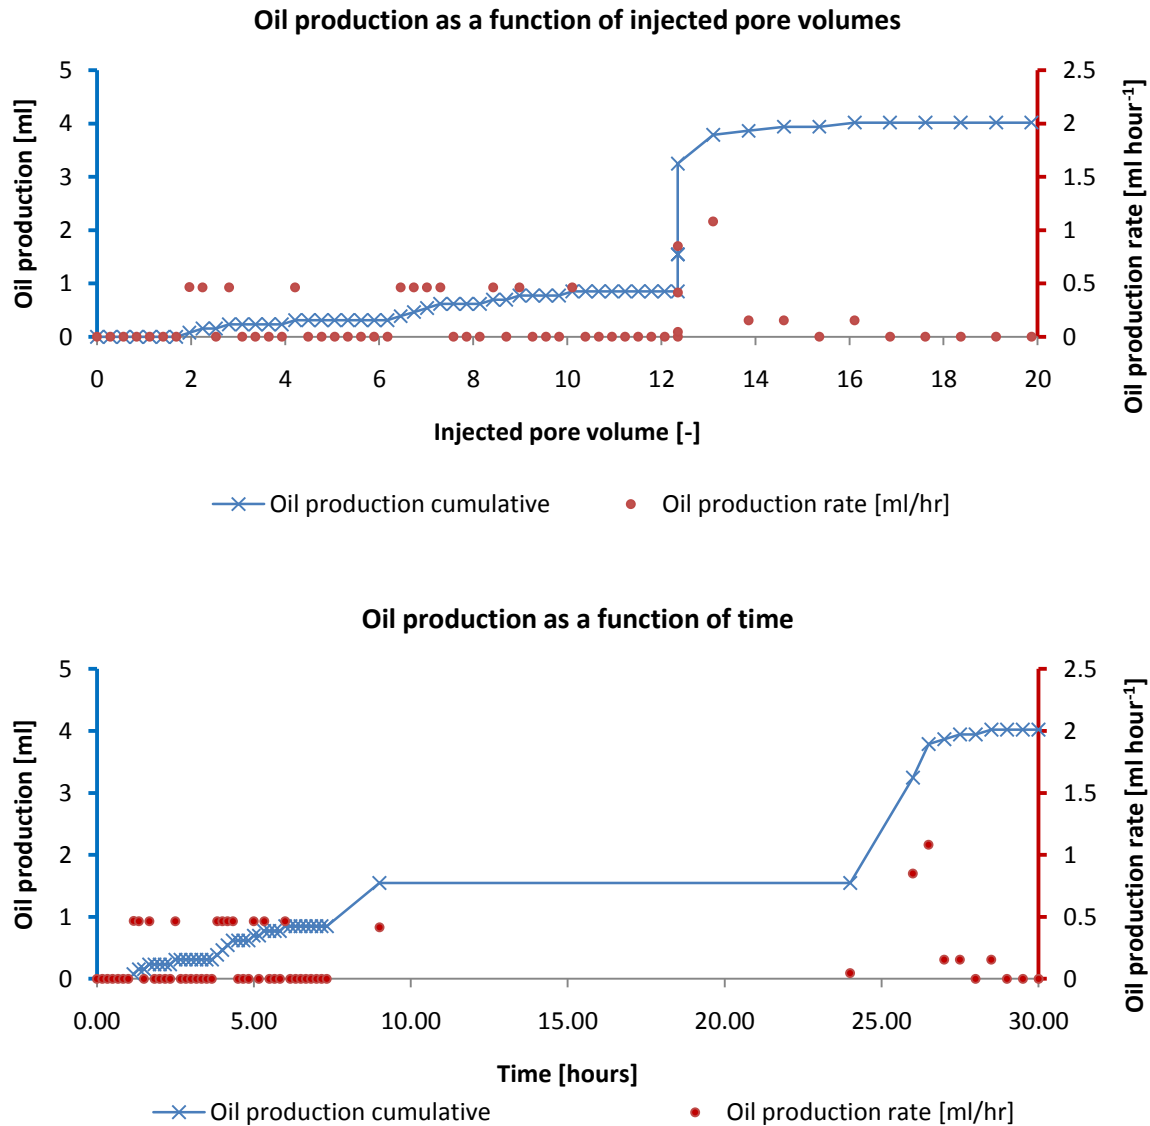 Oil production as a function of injected pore volumes
Oil production [ml]
5
4
3
2
1
0
2.5
2
1.5
1
0.5
0
Oil production rate [ml hour⁻¹]
0 2 4 6 8 10 12 14 16 18 20
Injected pore volume [-]
Oil production cumulative
Oil production rate [ml/hr]
Oil production as a function of time
Oil production [ml]
5
4
3
2
1
0
2.5
2
1.5
1
0.5
0
Oil production rate [ml hour⁻¹]
0.00 5.00 10.00 15.00 20.00 25.00 30.00
Time [hours]
Oil production cumulative
Oil production rate [ml/hr]